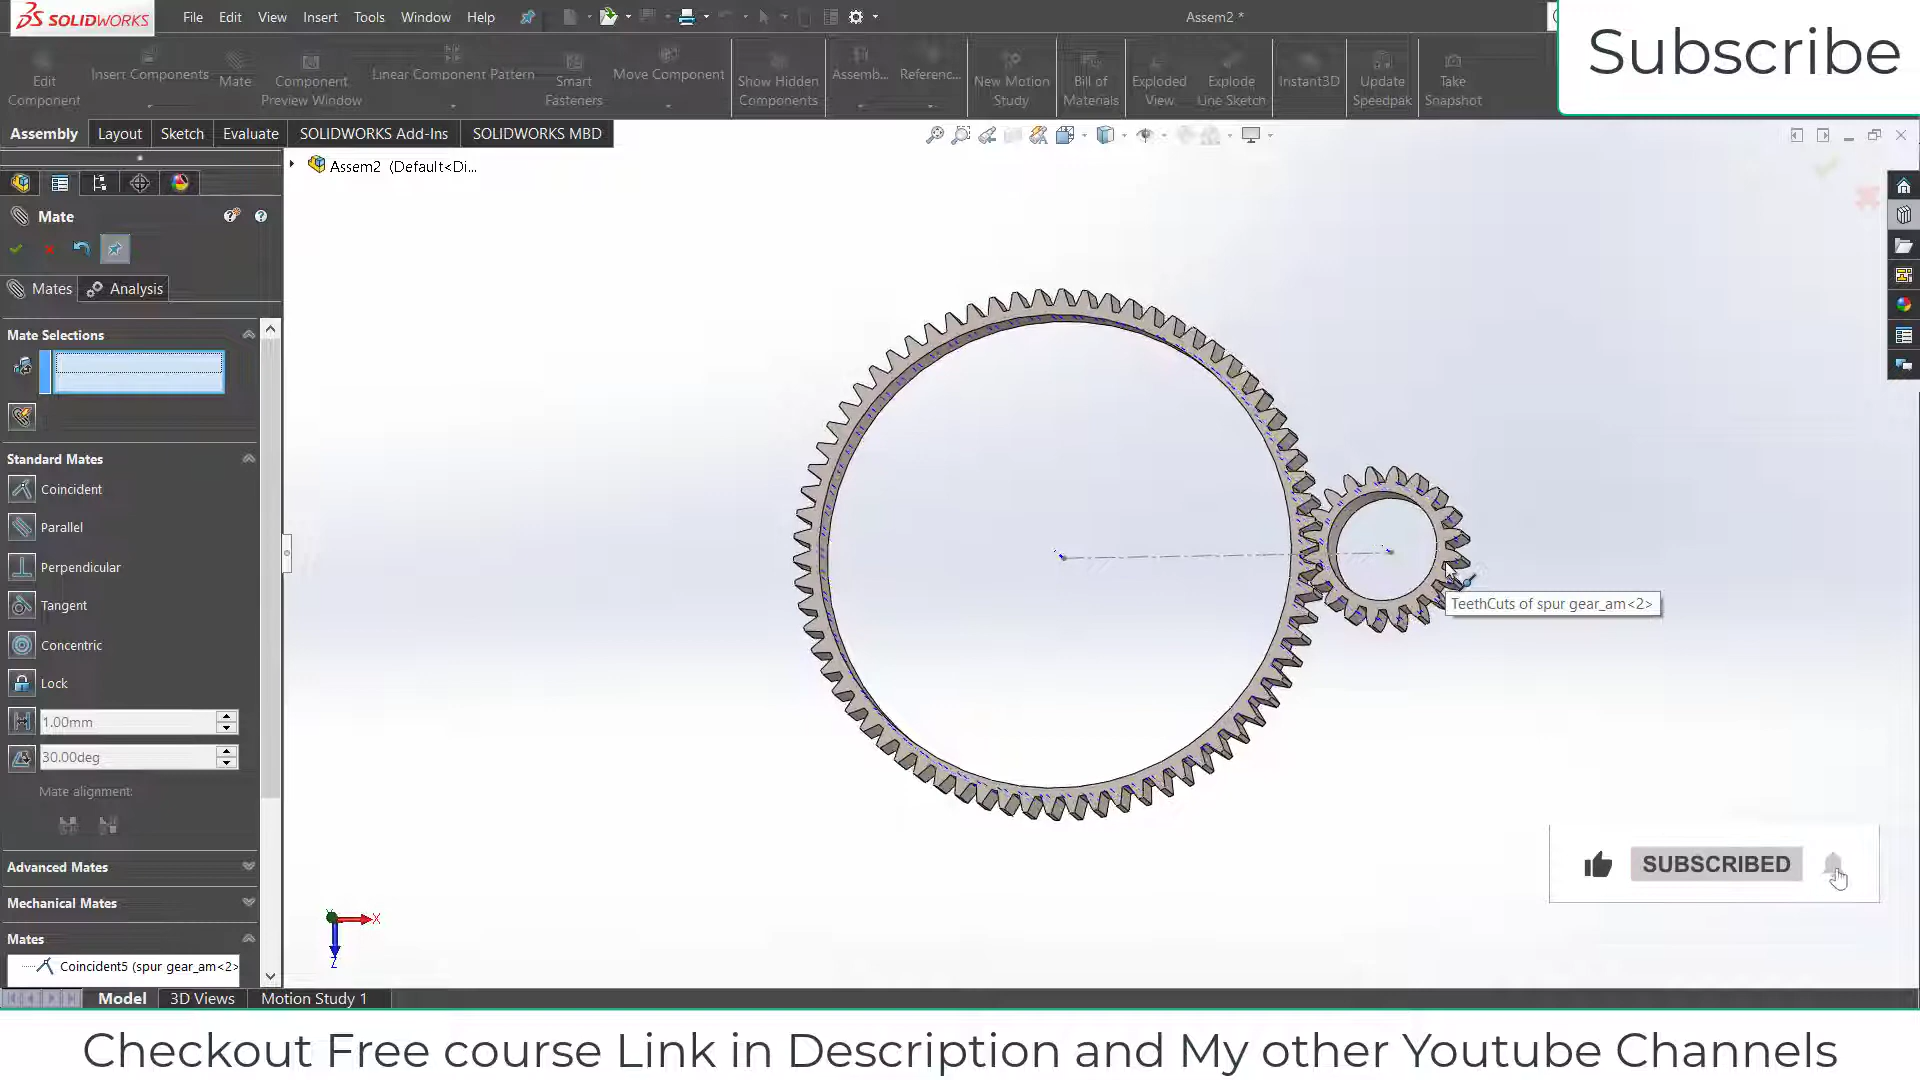 SOLIDWORKS File Edit View Insert Tools Window Help Assem2 *
Subscribe
Edit Component
Insert Components
Mate
Component Preview Window
Linear Component Pattern
Smart Fasteners
Move Component
Show Hidden Components
Assemb...
Referenc...
New Motion Study
Bill of Materials
Exploded View
Explode Line Sketch
Instant3D
Update Speedpak
Take Snapshot
Assembly Layout Sketch Evaluate SOLIDWORKS Add-Ins SOLIDWORKS MBD
Assem2 (Default<Di...
Mate
Mates Analysis
Mate Selections
Standard Mates
Coincident
Parallel
Perpendicular
Tangent
Concentric
Lock
1.00mm
30.00deg
Mate alignment:
Advanced Mates
Mechanical Mates
Mates
Coincident5 (spur gear_am<2>
TeethCuts of spur gear_am<2>
SUBSCRIBED
X
Z
Model 3D Views Motion Study 1
Checkout Free course Link in Description and My other Youtube Channels